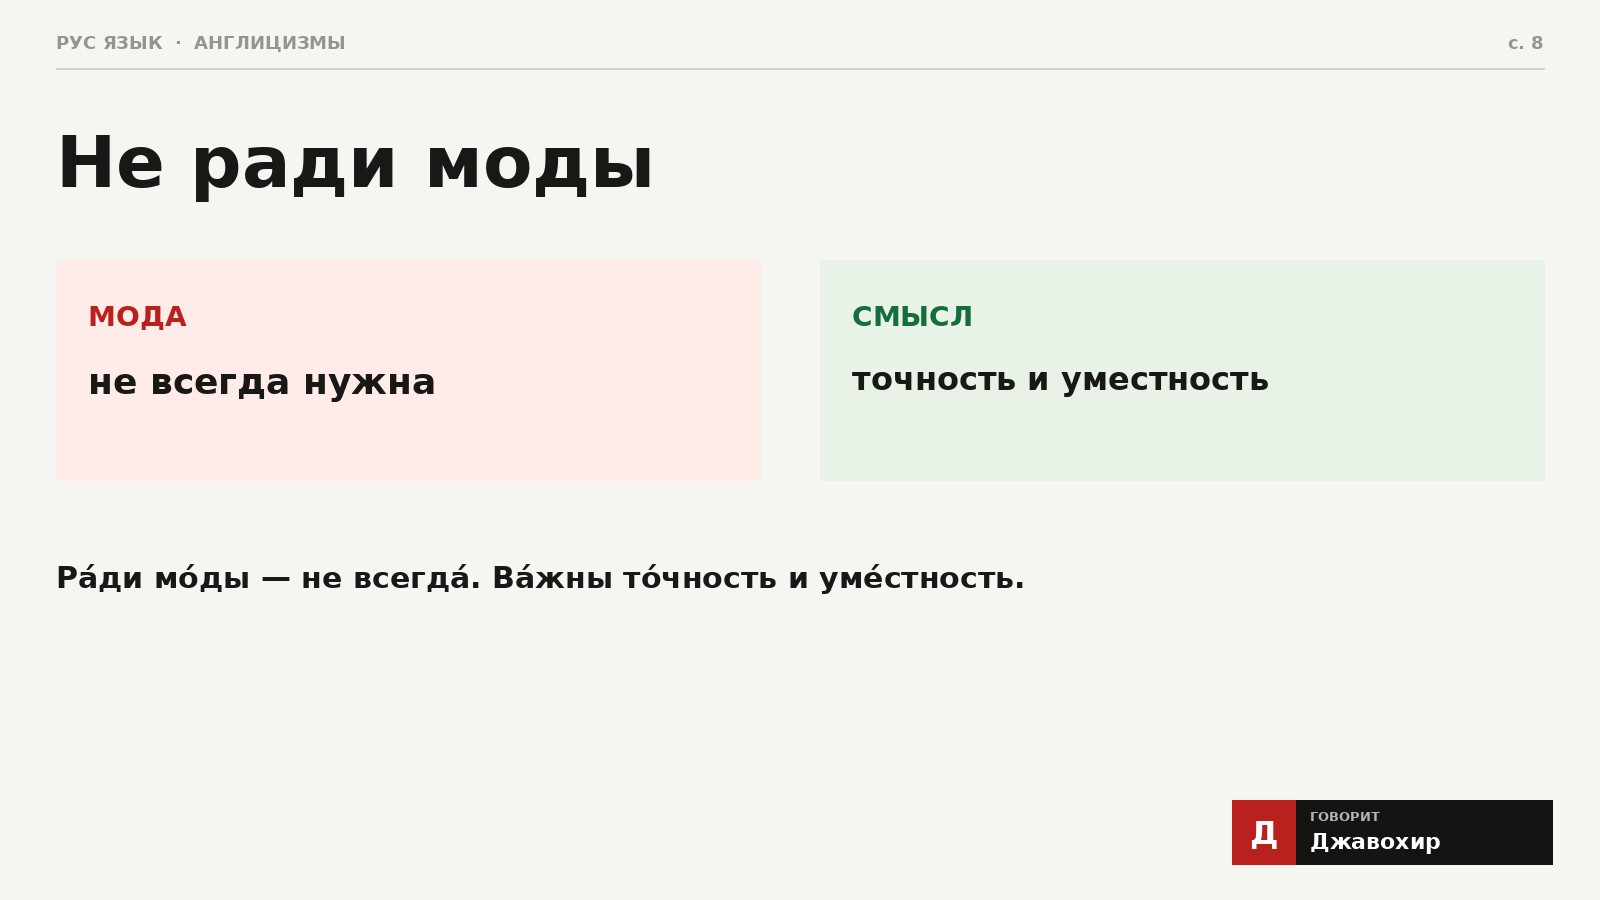 РУС ЯЗЫК · АНГЛИЦИЗМЫ
с. 8
Не ради моды
МОДА
не всегда нужна
СМЫСЛ
точность и уместность
Ра́ди мо́ды — не всегда́. Ва́жны то́чность и уме́стность.
Д
ГОВОРИТ
Джавохир